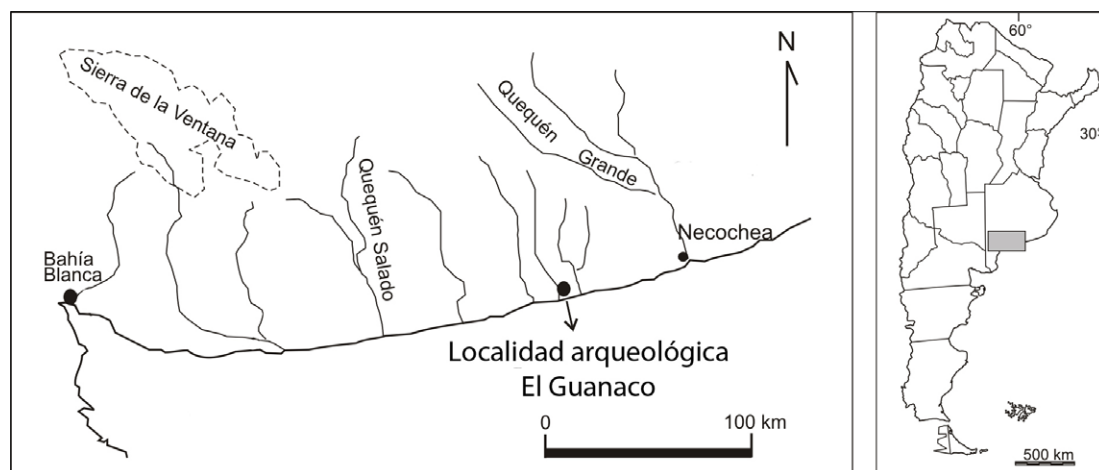 Sierra de la Ventana
N
Quequén
Grande
Quequén Salado
Necochea
Bahía
Blanca
Localidad arqueológica
El Guanaco
0 100 km
60°
30°
500 km